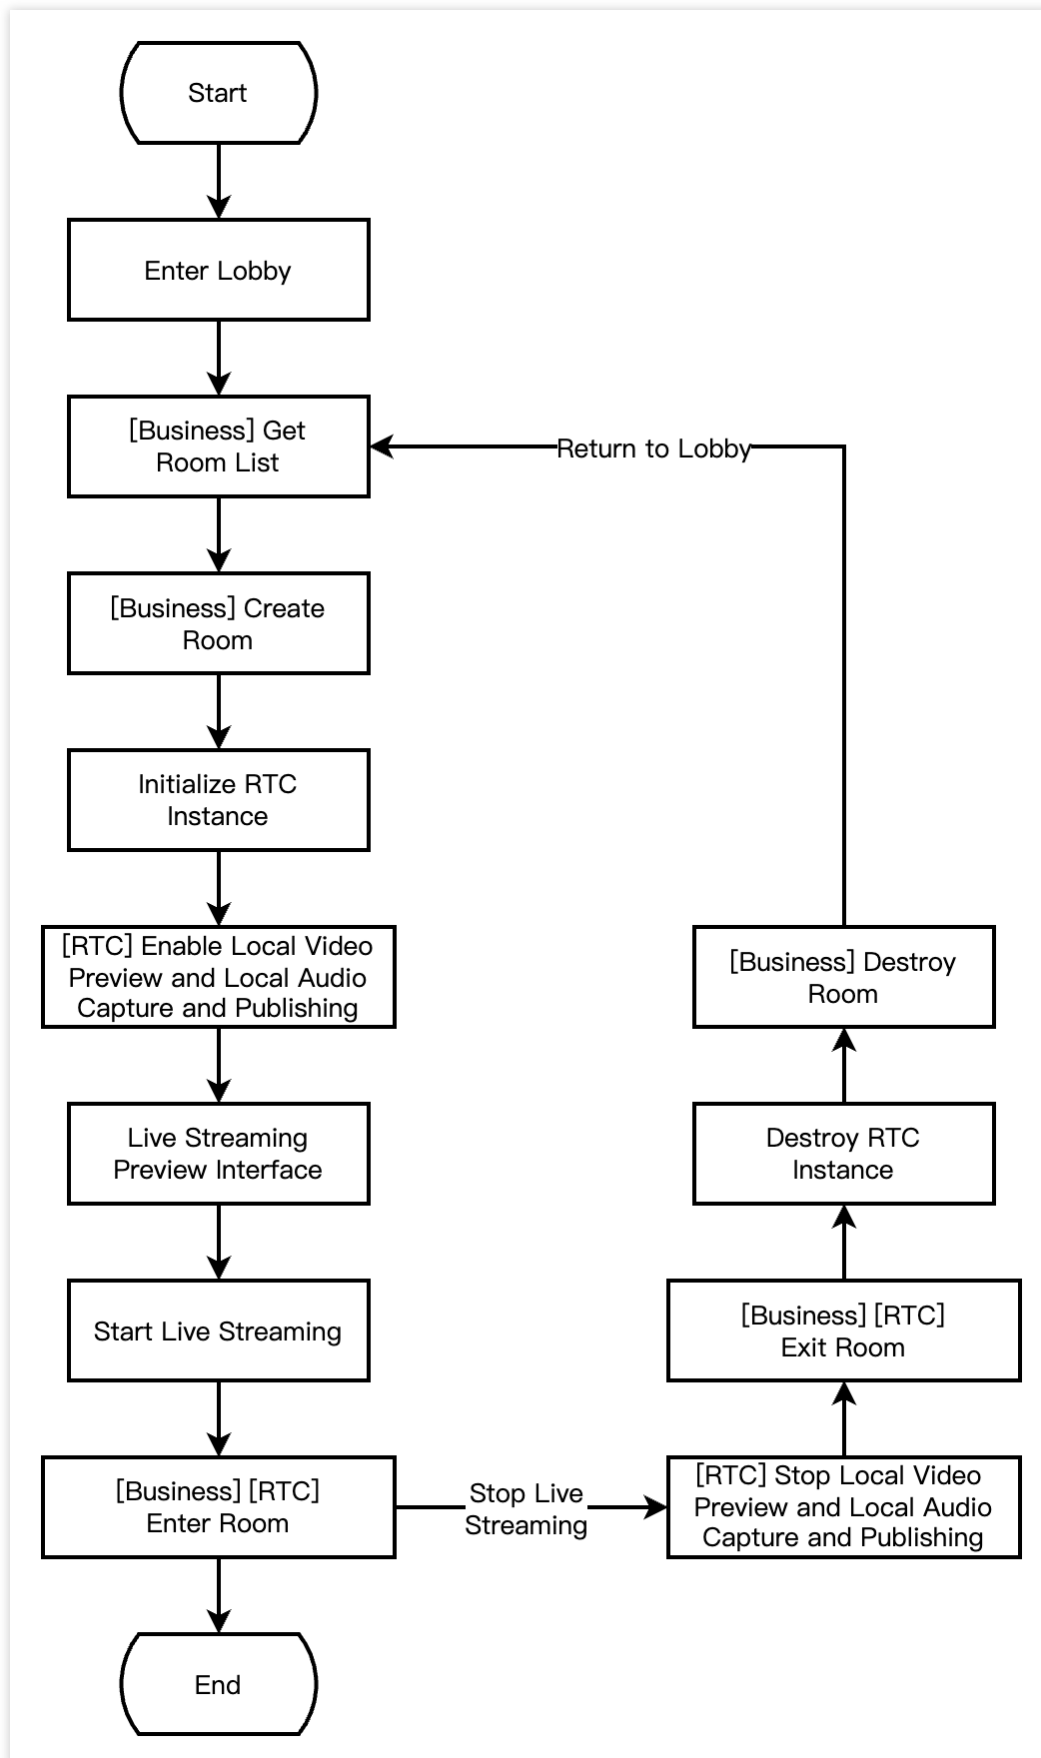 Start
Enter Lobby
[Business] Get
Room List
Return to Lobby
[Business] Create
Room
Initialize RTC
Instance
[RTC] Enable Local Video
Preview and Local Audio
Capture and Publishing
[Business] Destroy
Room
Live Streaming
Preview Interface
Destroy RTC
Instance
Start Live Streaming
[Business] [RTC]
Exit Room
[Business] [RTC]
Enter Room
Stop Live
Streaming
[RTC] Stop Local Video
Preview and Local Audio
Capture and Publishing
End